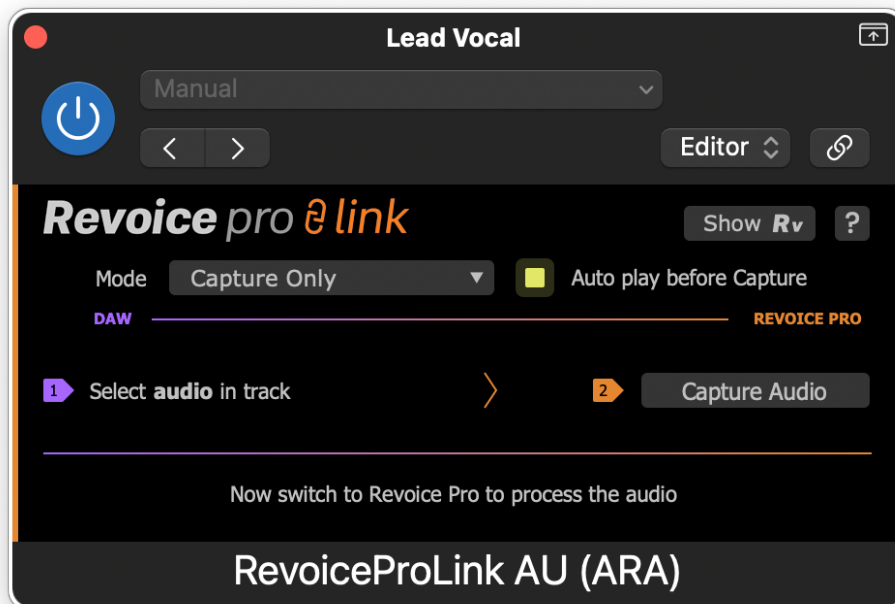 Lead Vocal
Manual
Editor
Revoice pro link
Show Rv ?
Mode Capture Only Auto play before Capture
DAW REVOICE PRO
1 Select audio in track 2 Capture Audio
Now switch to Revoice Pro to process the audio
RevoiceProLink AU (ARA)